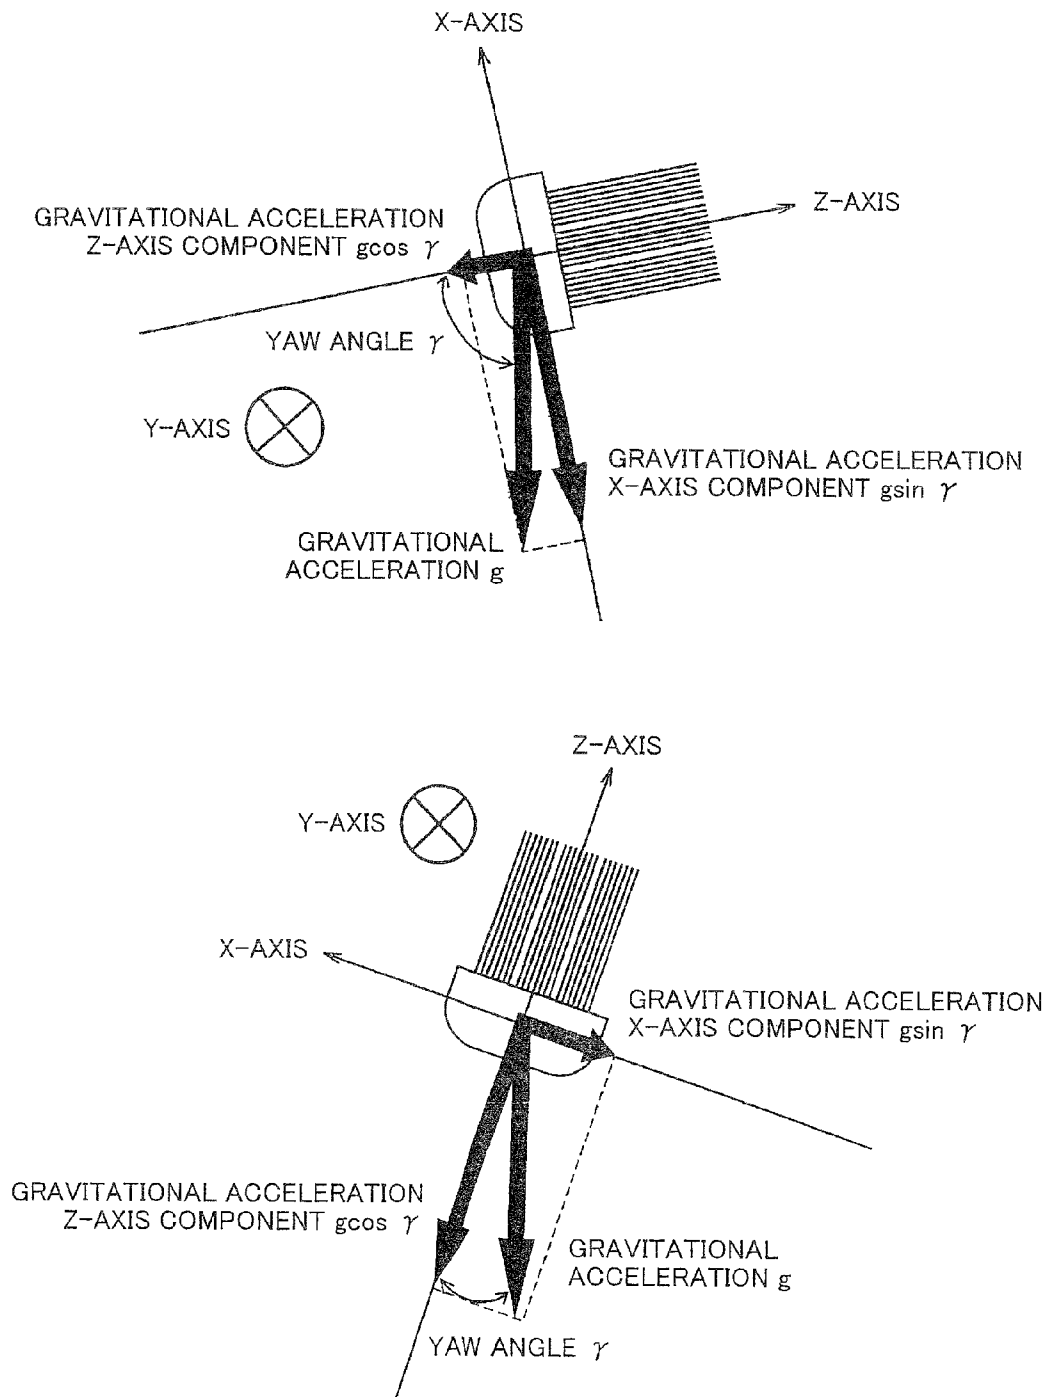 X-AXIS
Z-AXIS
GRAVITATIONAL ACCELERATION
Z-AXIS COMPONENT gcos γ
YAW ANGLE γ
Y-AXIS
GRAVITATIONAL ACCELERATION
X-AXIS COMPONENT gsin γ
GRAVITATIONAL
ACCELERATION g
Z-AXIS
Y-AXIS
X-AXIS
GRAVITATIONAL ACCELERATION
X-AXIS COMPONENT gsin γ
GRAVITATIONAL ACCELERATION
Z-AXIS COMPONENT gcos γ
GRAVITATIONAL
ACCELERATION g
YAW ANGLE γ